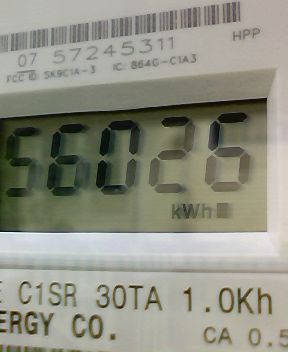 HPP
07 57245311
FCC ID: SK9C1A-3 IC: 864G-C1A3
56026
kWh
C1SR 30TA 1.0Kh
ERGY CO.
CA 0.5